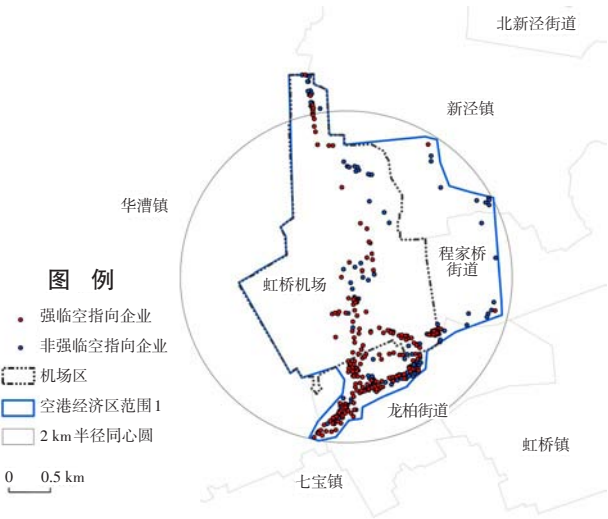 北新泾街道
新泾镇
华漕镇
程家桥
街道
虹桥机场
图 例
强临空指向企业
非强临空指向企业
机场区
空港经济区范围1
2 km半径同心圆
龙柏街道
虹桥镇
七宝镇
0 0.5 km